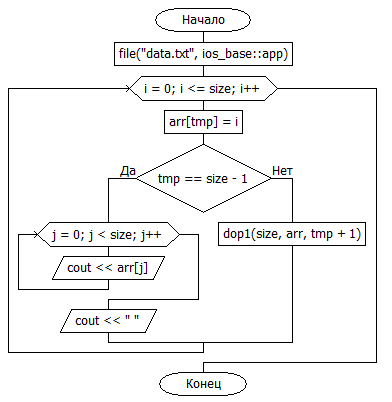 Начало
file("data.txt", ios_base::app)
i = 0; i <= size; i++
arr[tmp] = i
Да
Нет
tmp == size - 1
j = 0; j < size; j++
dop1(size, arr, tmp + 1)
cout << arr[j]
cout << " "
Конец